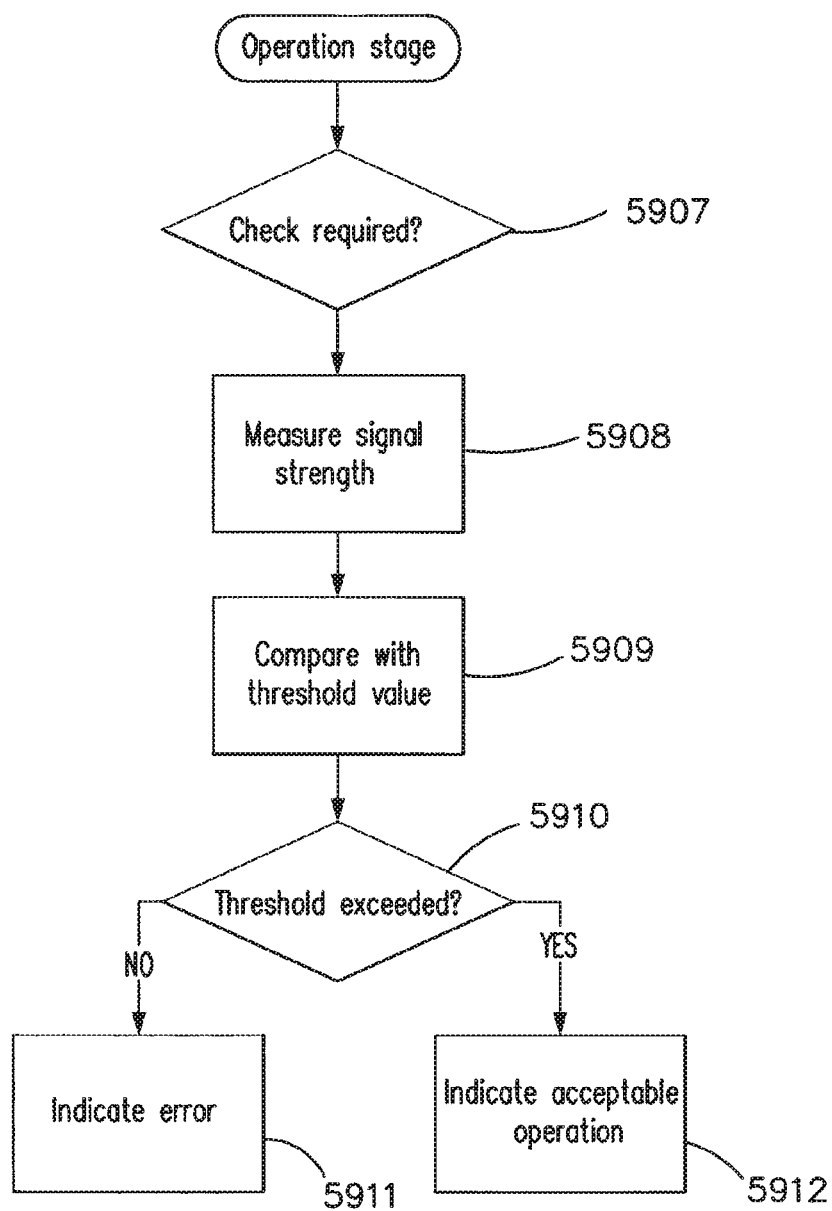 Operation stage
Check required?
5907
Measure signal
strength
5908
Compare with
threshold value
5909
5910
Threshold exceeded?
NO
YES
Indicate error
5911
Indicate acceptable
operation
5912